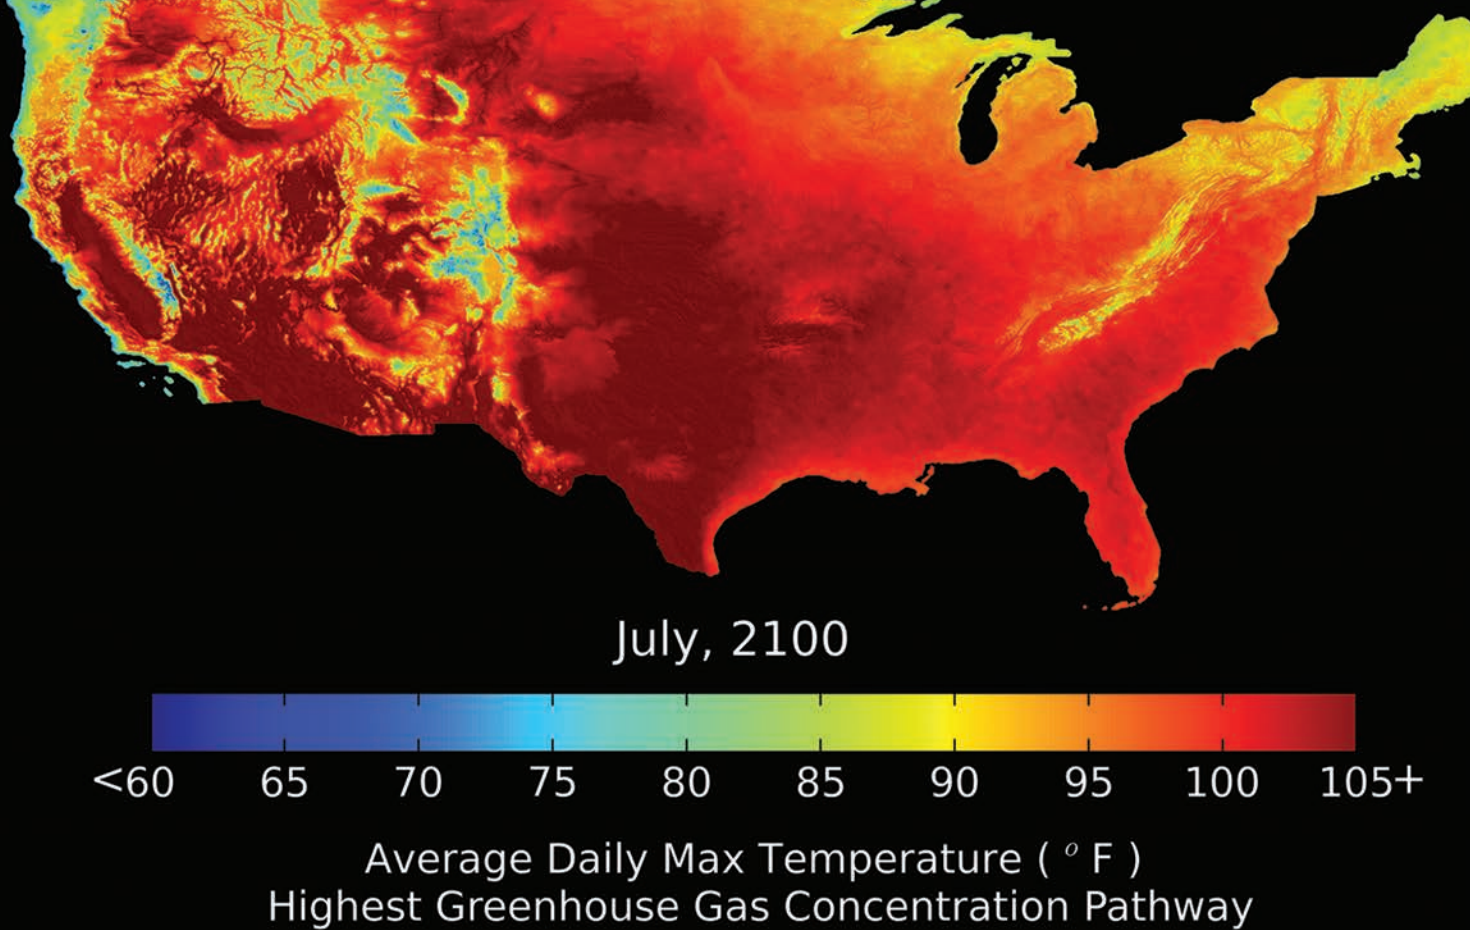 July, 2100
<60 65 70 75 80 85 90 95 100 105+
Average Daily Max Temperature ( ° F )
Highest Greenhouse Gas Concentration Pathway